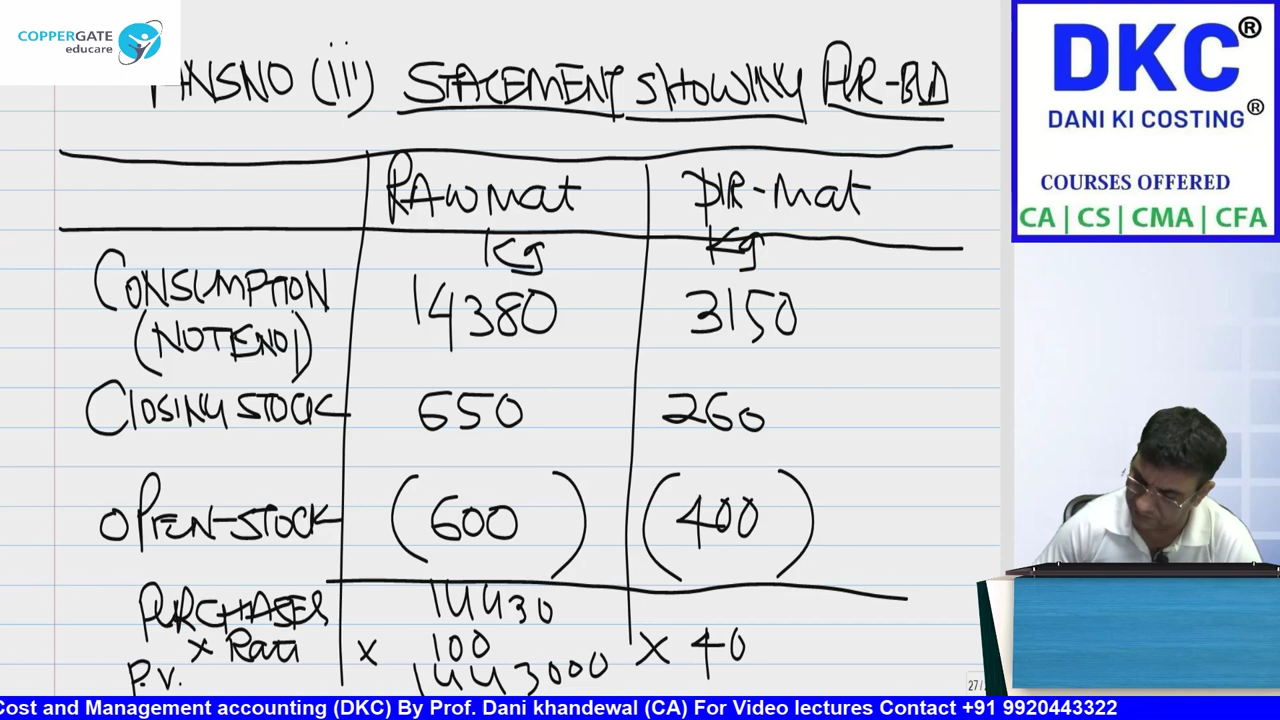 COPPERGATE
educare
ANSNO (iii) STATEMENT SHOWING PUR-BUD
RAW Mat DIR-Mat
Kg Kg
CONSUMPTION 14380 3150
(NOTENO1)
CLOSING STOCK 650 260
OPEN-STOCK (600) (400)
PURCHASES 14430
x Rate x 100 x 40
P.V. 1443000
DKC®
DANI KI COSTING®
COURSES OFFERED
CA | CS | CMA | CFA
Cost and Management accounting (DKC) By Prof. Dani khandewal (CA) For Video lectures Contact +91 9920443322